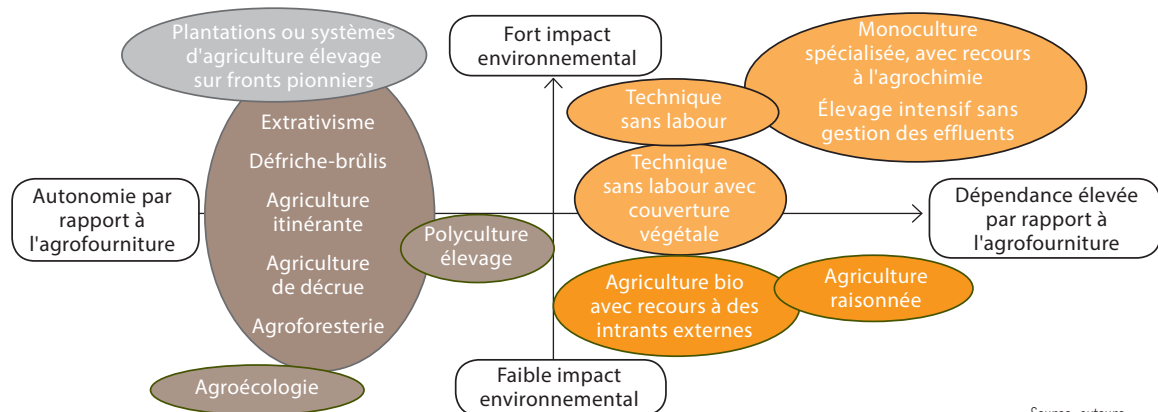 Plantations ou systèmes
d'agriculture élevage
sur fronts pionniers
Extrativisme
Défriche-brûlis
Agriculture
itinérante
Agriculture
de décrue
Agroforesterie
Agroécologie
Autonomie par
rapport à
l'agrofourniture
Polyculture
élevage
Fort impact
environnemental
Faible impact
environnemental
Technique
sans labour
Technique
sans labour avec
couverture
végétale
Agriculture bio
avec recours à des
intrants externes
Agriculture
raisonnée
Monoculture
spécialisée, avec recours
à l'agrochimie
Élevage intensif sans
gestion des effluents
Dépendance élevée
par rapport à
l'agrofourniture